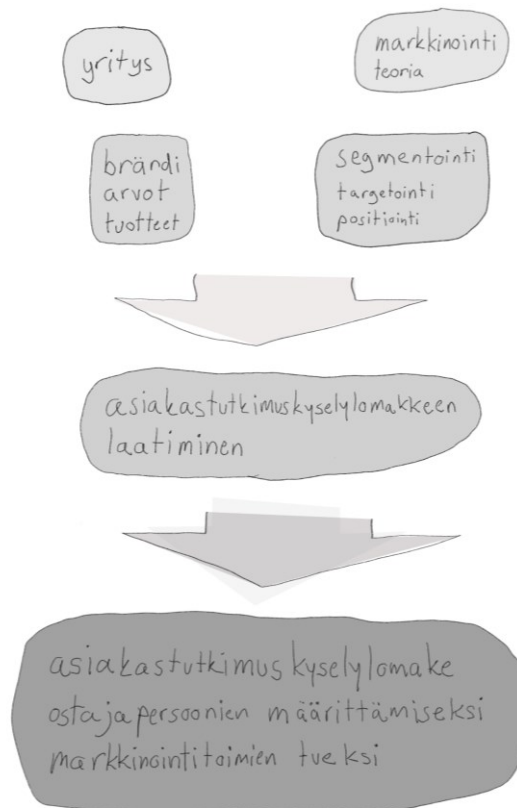 yritys
markkinointi
teoria
brändi
arvot
tuotteet
segmentointi
targetointi
positiointi
asiakastutkimuskyselylomakkeen
laatiminen
asiakastutkimuskyselylomake
ostajapersoonien määrittämiseksi
markkinointitoimien tueksi